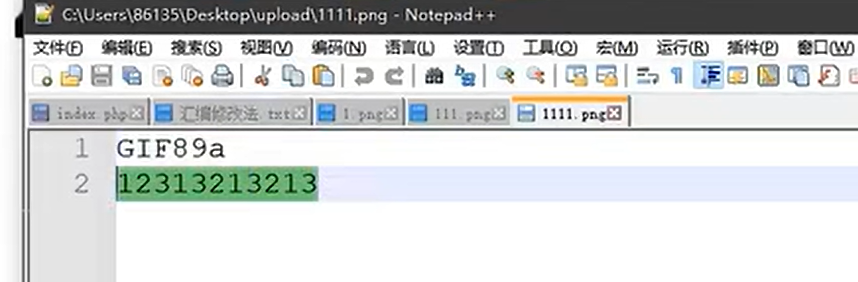 C:\Users\86135\Desktop\upload\1111.png - Notepad++
文件(F) 编辑(E) 搜索(S) 视图(V) 编码(N) 语言(L) 设置(T) 工具(O) 宏(M) 运行(R) 插件(P) 窗口(W)
index.php 汇编修改法.txt 1.png 111.png 1111.png
1 GIF89a
2 12313213213